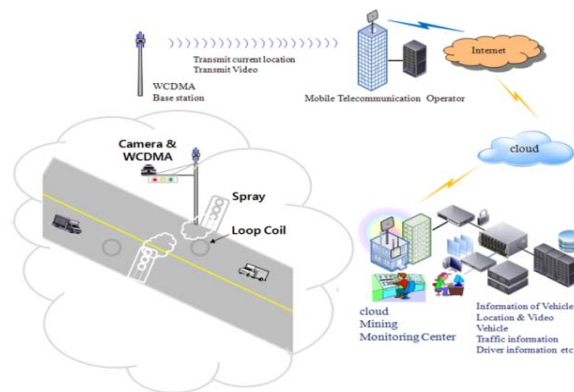 Transmit current location
Transmit Video
WCDMA
Base station
Mobile Telecommunication Operator
Internet
cloud
Camera &
WCDMA
Spray
Loop Coil
cloud
Mining
Monitoring Center
Information of Vehicle
Location & Video
Vehicle
Traffic information
Driver information etc